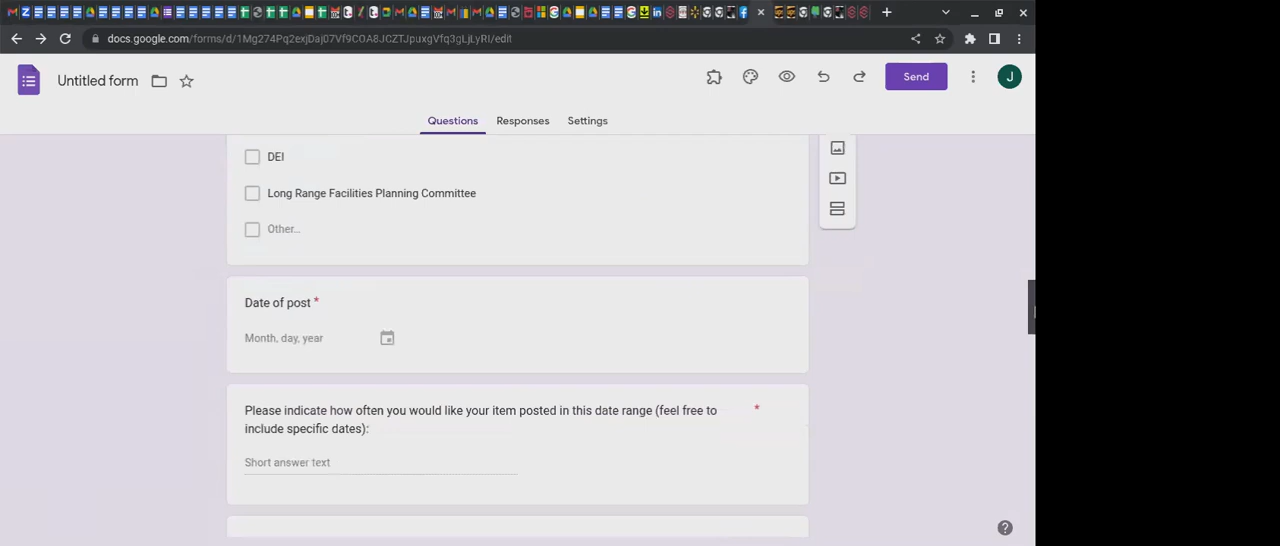 docs.google.com/forms/d/1Mg274Pq2exjDaj07Vf9COA8JCZTJpuxgVfq3gLjLyRI/edit
Untitled form
Send
J
Questions
Responses
Settings
DEI
Long Range Facilities Planning Committee
Other...
Date of post *
Month, day, year
Please indicate how often you would like your item posted in this date range (feel free to *
include specific dates):
Short answer text